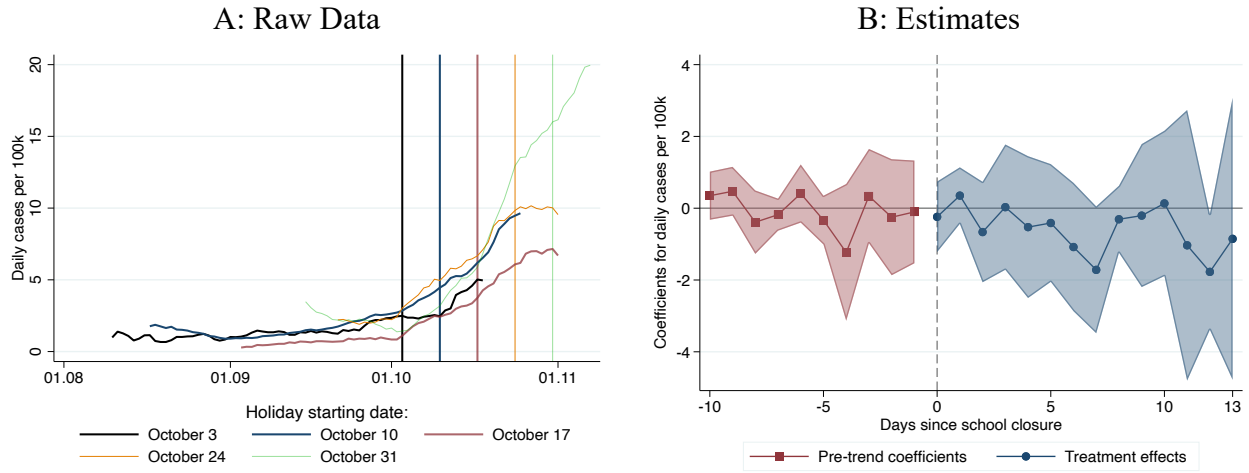 A: Raw Data
Daily cases per 100k
20
15
10
5
0
01.08
01.09
01.10
01.11
Holiday starting date:
October 3
October 10
October 17
October 24
October 31
B: Estimates
Coefficients for daily cases per 100k
4
2
0
-2
-4
-10
-5
0
5
10
13
Days since school closure
Pre-trend coefficients
Treatment effects